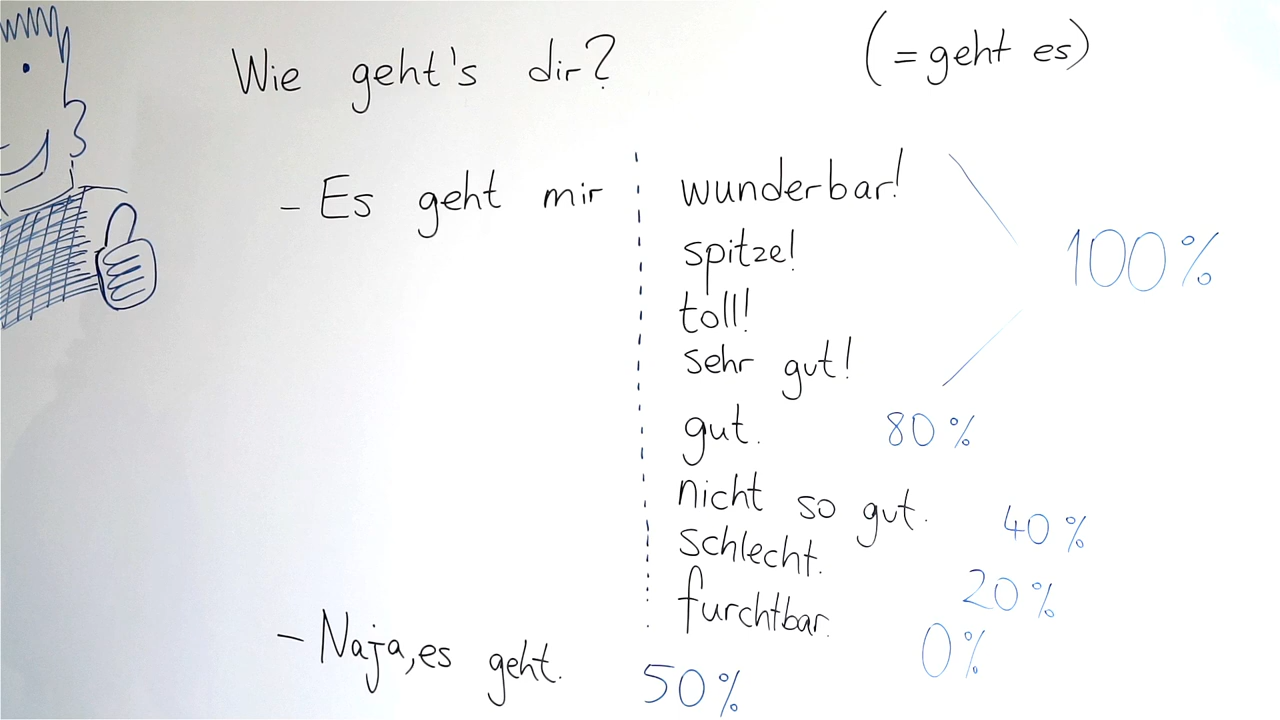 Wie geht's dir? (= geht es)
- Es geht mir wunderbar!
spitze!
toll!
100%
sehr gut!
gut. 80%
nicht so gut. 40%
schlecht. 20%
furchtbar. 0%
- Naja, es geht. 50%